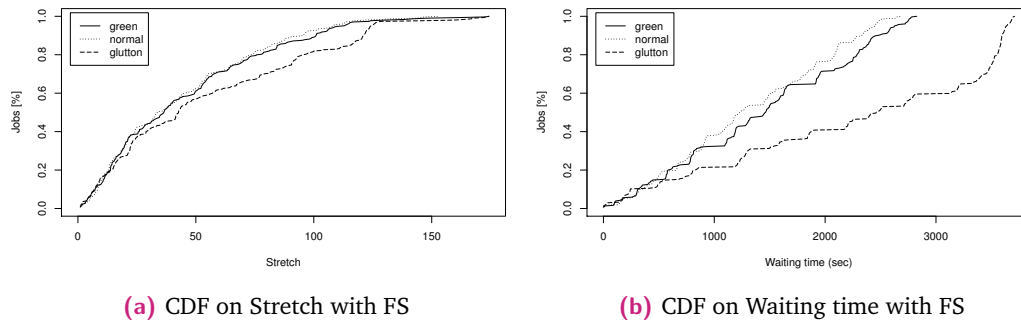 Jobs [%]
1.0
0.8
0.6
0.4
0.2
0.0
green
normal
glutton
0
50
100
150
Stretch
(a) CDF on Stretch with FS
Jobs [%]
1.0
0.8
0.6
0.4
0.2
0.0
green
normal
glutton
0
1000
2000
3000
Waiting time (sec)
(b) CDF on Waiting time with FS